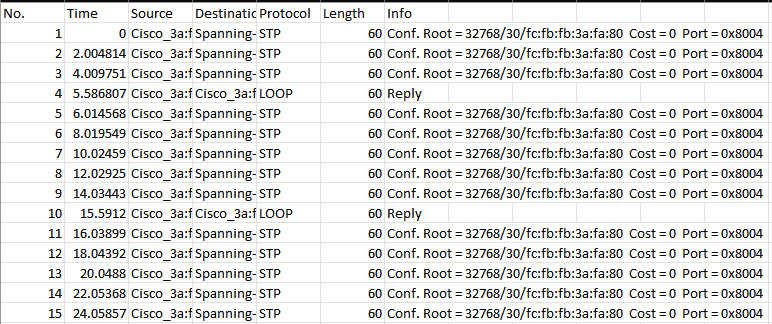 No. Time Source Destinatic Protocol Length Info
1 0 Cisco_3a:f Spanning- STP 60 Conf. Root = 32768/30/fc:fb:fb:3a:fa:80 Cost = 0 Port = 0x8004
2 2.004814 Cisco_3a:f Spanning- STP 60 Conf. Root = 32768/30/fc:fb:fb:3a:fa:80 Cost = 0 Port = 0x8004
3 4.009751 Cisco_3a:f Spanning- STP 60 Conf. Root = 32768/30/fc:fb:fb:3a:fa:80 Cost = 0 Port = 0x8004
4 5.586807 Cisco_3a:f Cisco_3a:f LOOP 60 Reply
5 6.014568 Cisco_3a:f Spanning- STP 60 Conf. Root = 32768/30/fc:fb:fb:3a:fa:80 Cost = 0 Port = 0x8004
6 8.019549 Cisco_3a:f Spanning- STP 60 Conf. Root = 32768/30/fc:fb:fb:3a:fa:80 Cost = 0 Port = 0x8004
7 10.02459 Cisco_3a:f Spanning- STP 60 Conf. Root = 32768/30/fc:fb:fb:3a:fa:80 Cost = 0 Port = 0x8004
8 12.02925 Cisco_3a:f Spanning- STP 60 Conf. Root = 32768/30/fc:fb:fb:3a:fa:80 Cost = 0 Port = 0x8004
9 14.03443 Cisco_3a:f Spanning- STP 60 Conf. Root = 32768/30/fc:fb:fb:3a:fa:80 Cost = 0 Port = 0x8004
10 15.5912 Cisco_3a:f Cisco_3a:f LOOP 60 Reply
11 16.03899 Cisco_3a:f Spanning- STP 60 Conf. Root = 32768/30/fc:fb:fb:3a:fa:80 Cost = 0 Port = 0x8004
12 18.04392 Cisco_3a:f Spanning- STP 60 Conf. Root = 32768/30/fc:fb:fb:3a:fa:80 Cost = 0 Port = 0x8004
13 20.0488 Cisco_3a:f Spanning- STP 60 Conf. Root = 32768/30/fc:fb:fb:3a:fa:80 Cost = 0 Port = 0x8004
14 22.05368 Cisco_3a:f Spanning- STP 60 Conf. Root = 32768/30/fc:fb:fb:3a:fa:80 Cost = 0 Port = 0x8004
15 24.05857 Cisco_3a:f Spanning- STP 60 Conf. Root = 32768/30/fc:fb:fb:3a:fa:80 Cost = 0 Port = 0x8004